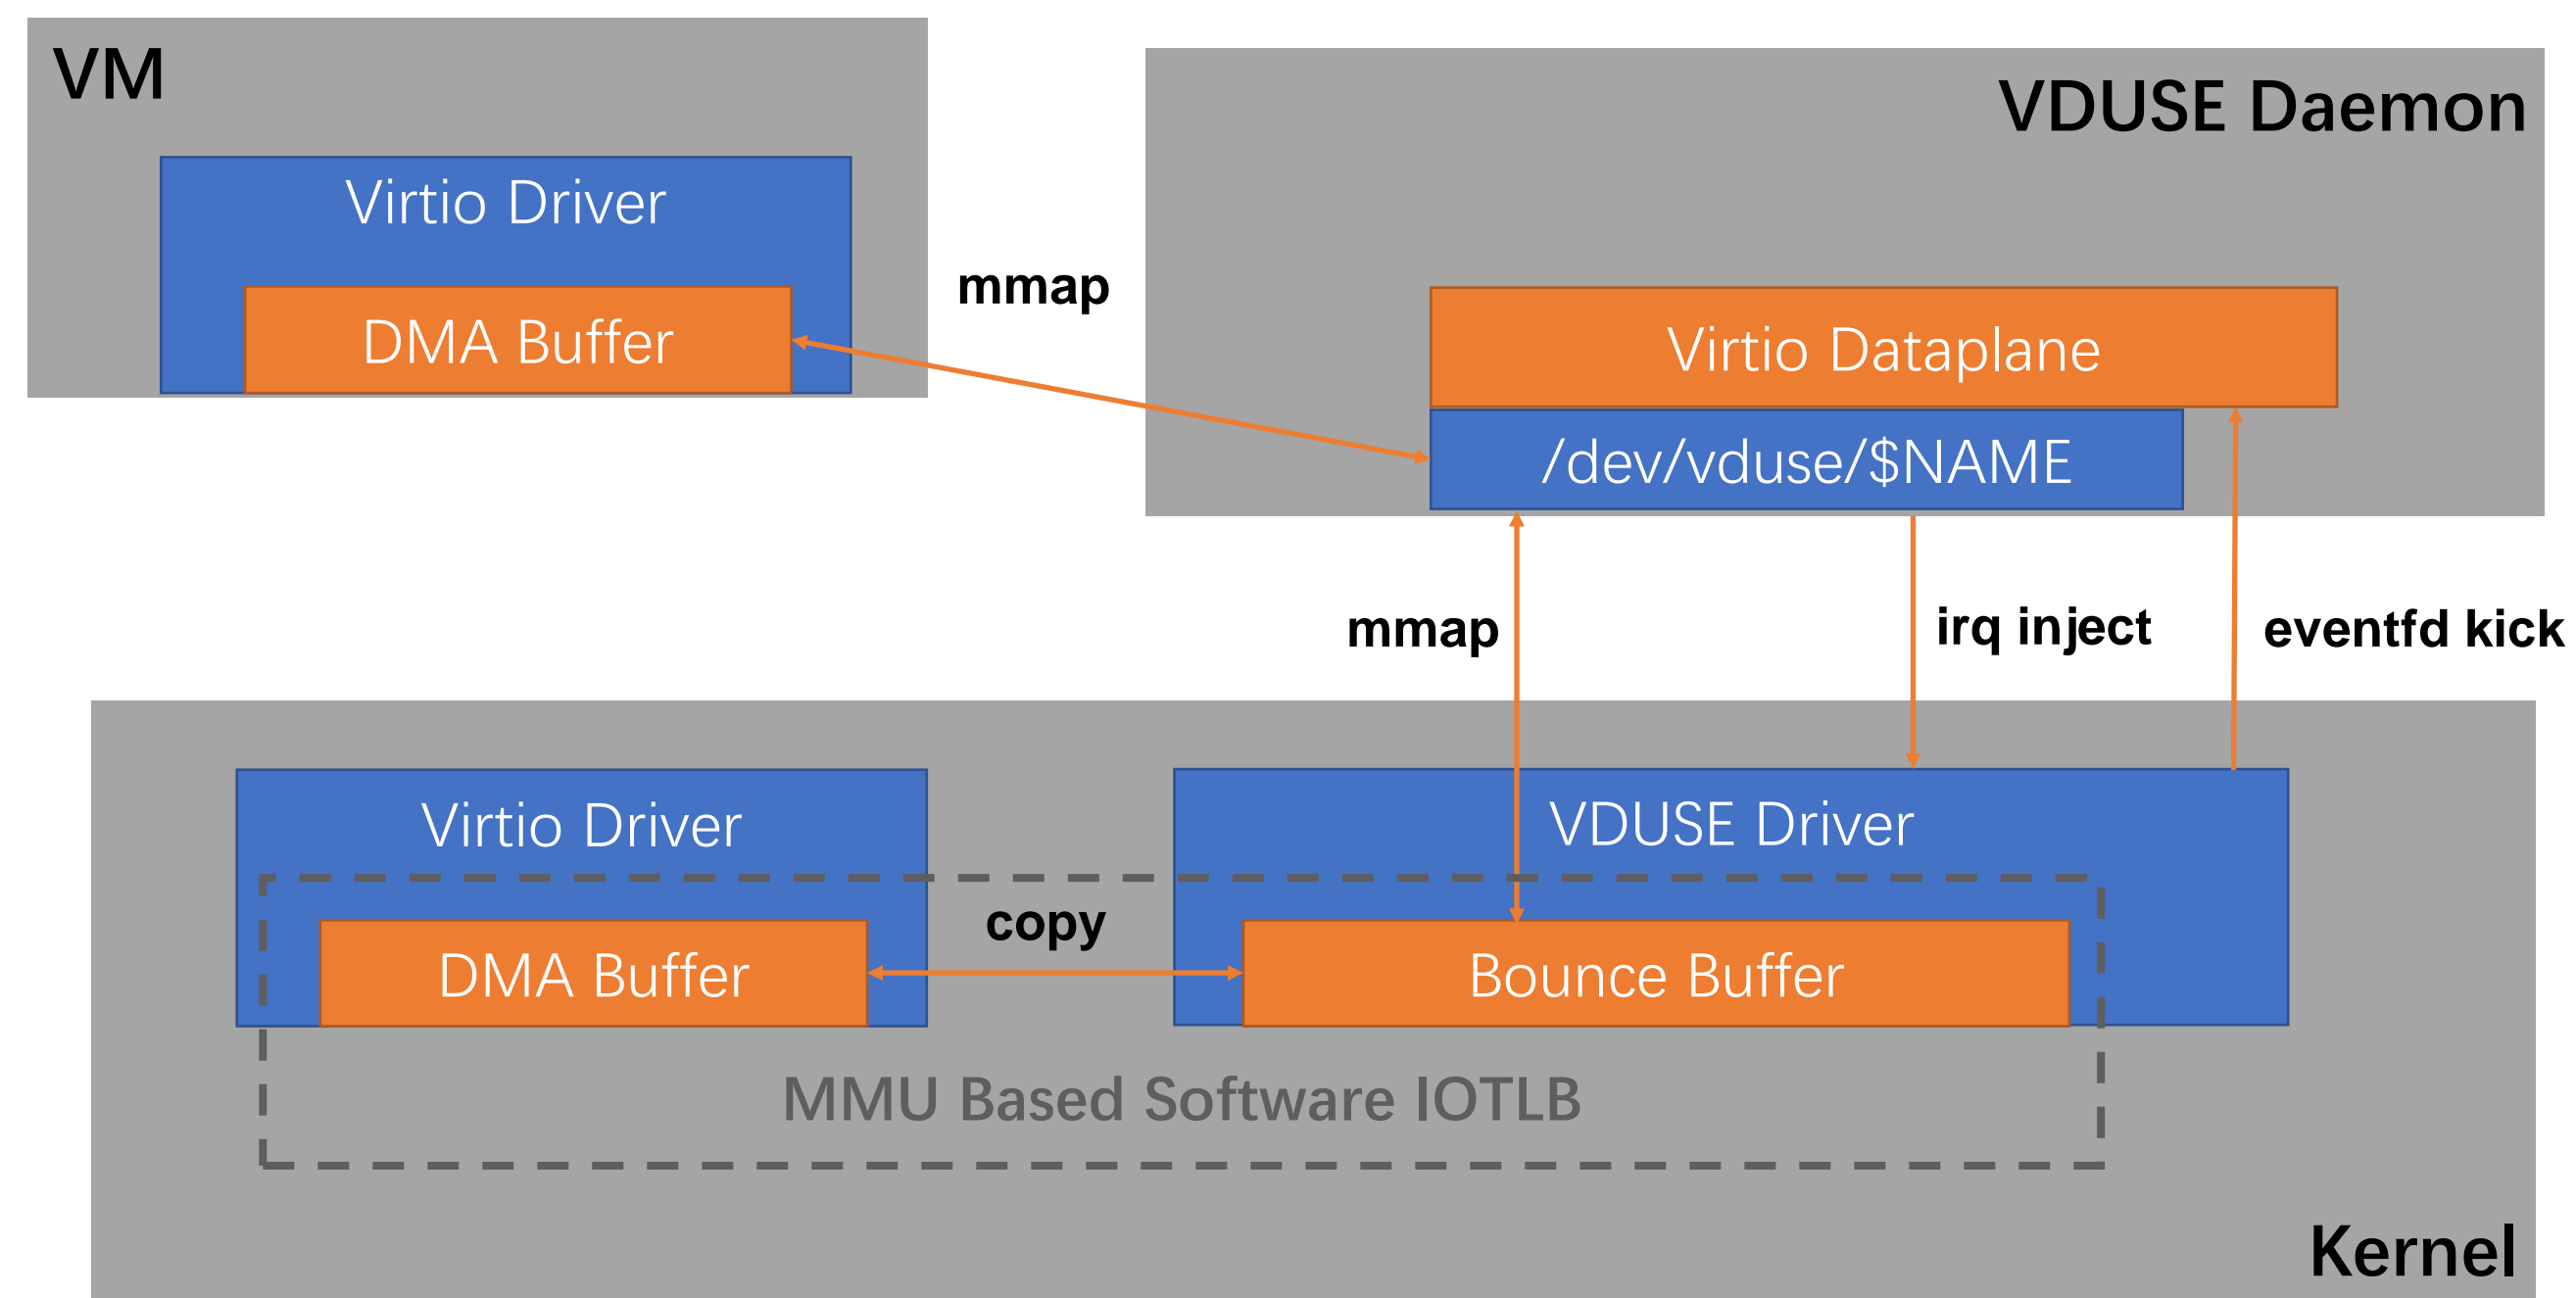 VM
Virtio Driver
DMA Buffer
mmap
VDUSE Daemon
Virtio Dataplane
/dev/vduse/$NAME
mmap
irq inject
eventfd kick
Virtio Driver
DMA Buffer
copy
VDUSE Driver
Bounce Buffer
MMU Based Software IOTLB
Kernel